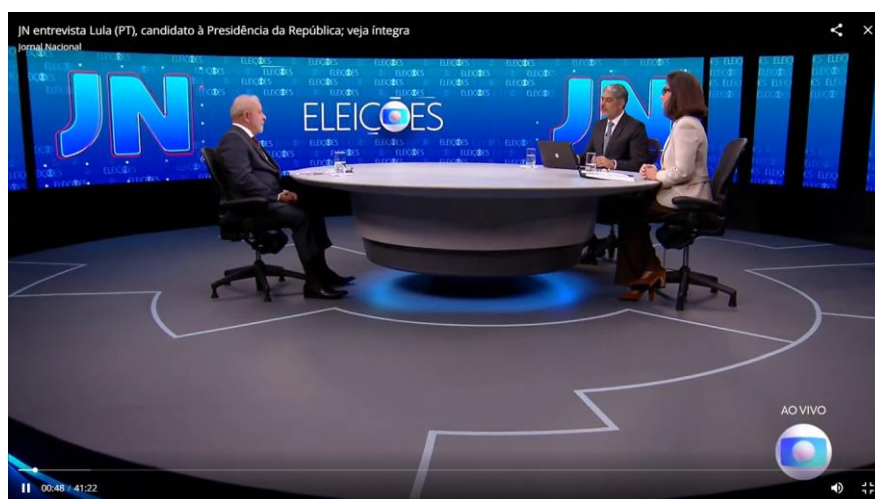 JN entrevista Lula (PT), candidato à Presidência da República; veja íntegra
Jornal Nacional
JN
ELEIÇÕES
JN
AO VIVO
00:48 / 41:22